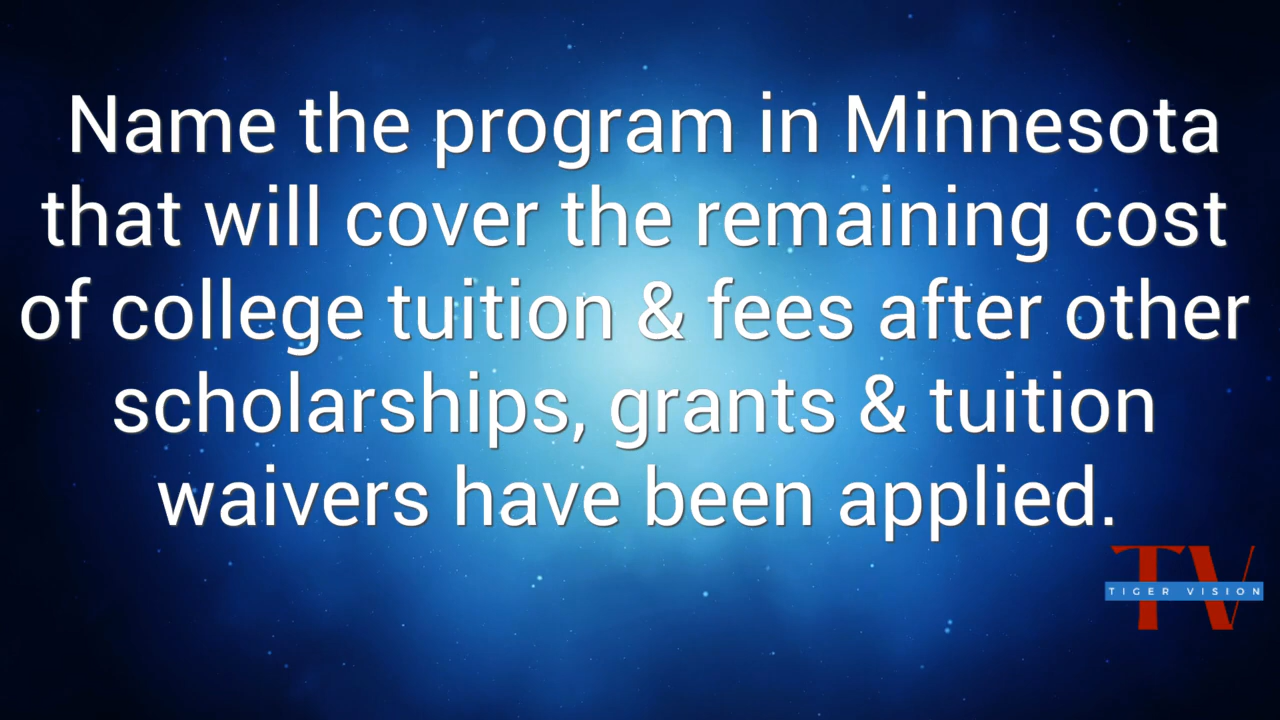 Name the program in Minnesota
that will cover the remaining cost
of college tuition & fees after other
scholarships, grants & tuition
waivers have been applied.
TV
TIGER VISION